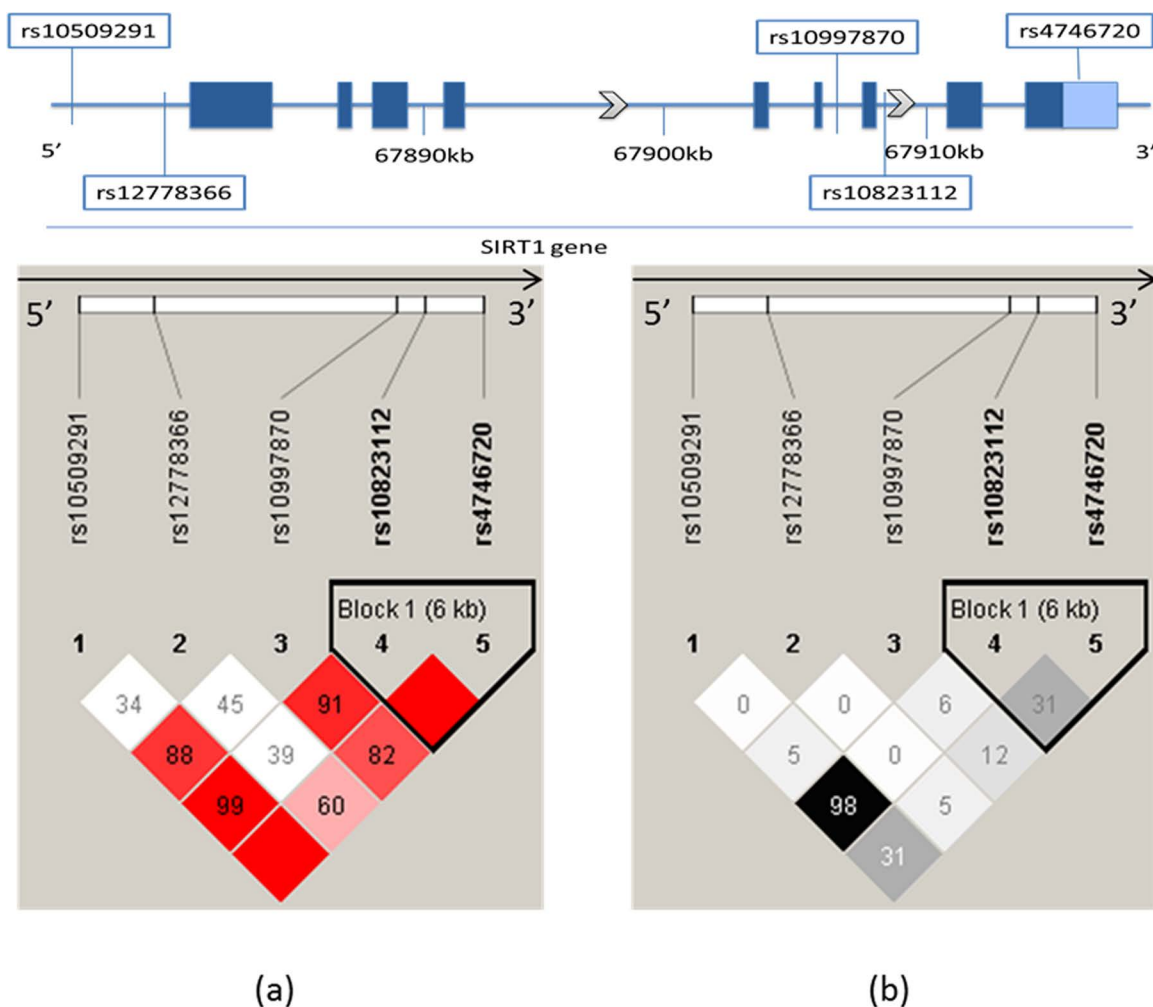 rs10509291
rs10997870
rs4746720
5’
67890kb
67900kb
67910kb
3’
rs12778366
rs10823112
SIRT1 gene
5’ 3’
rs10509291
rs12778366
rs10997870
rs10823112
rs4746720
Block 1 (6 kb)
1 2 3 4 5
34 45 91
88 39 82
99 60
5’ 3’
rs10509291
rs12778366
rs10997870
rs10823112
rs4746720
Block 1 (6 kb)
1 2 3 4 5
0 0 6 31
5 0 12
98 5
31
(a)
(b)